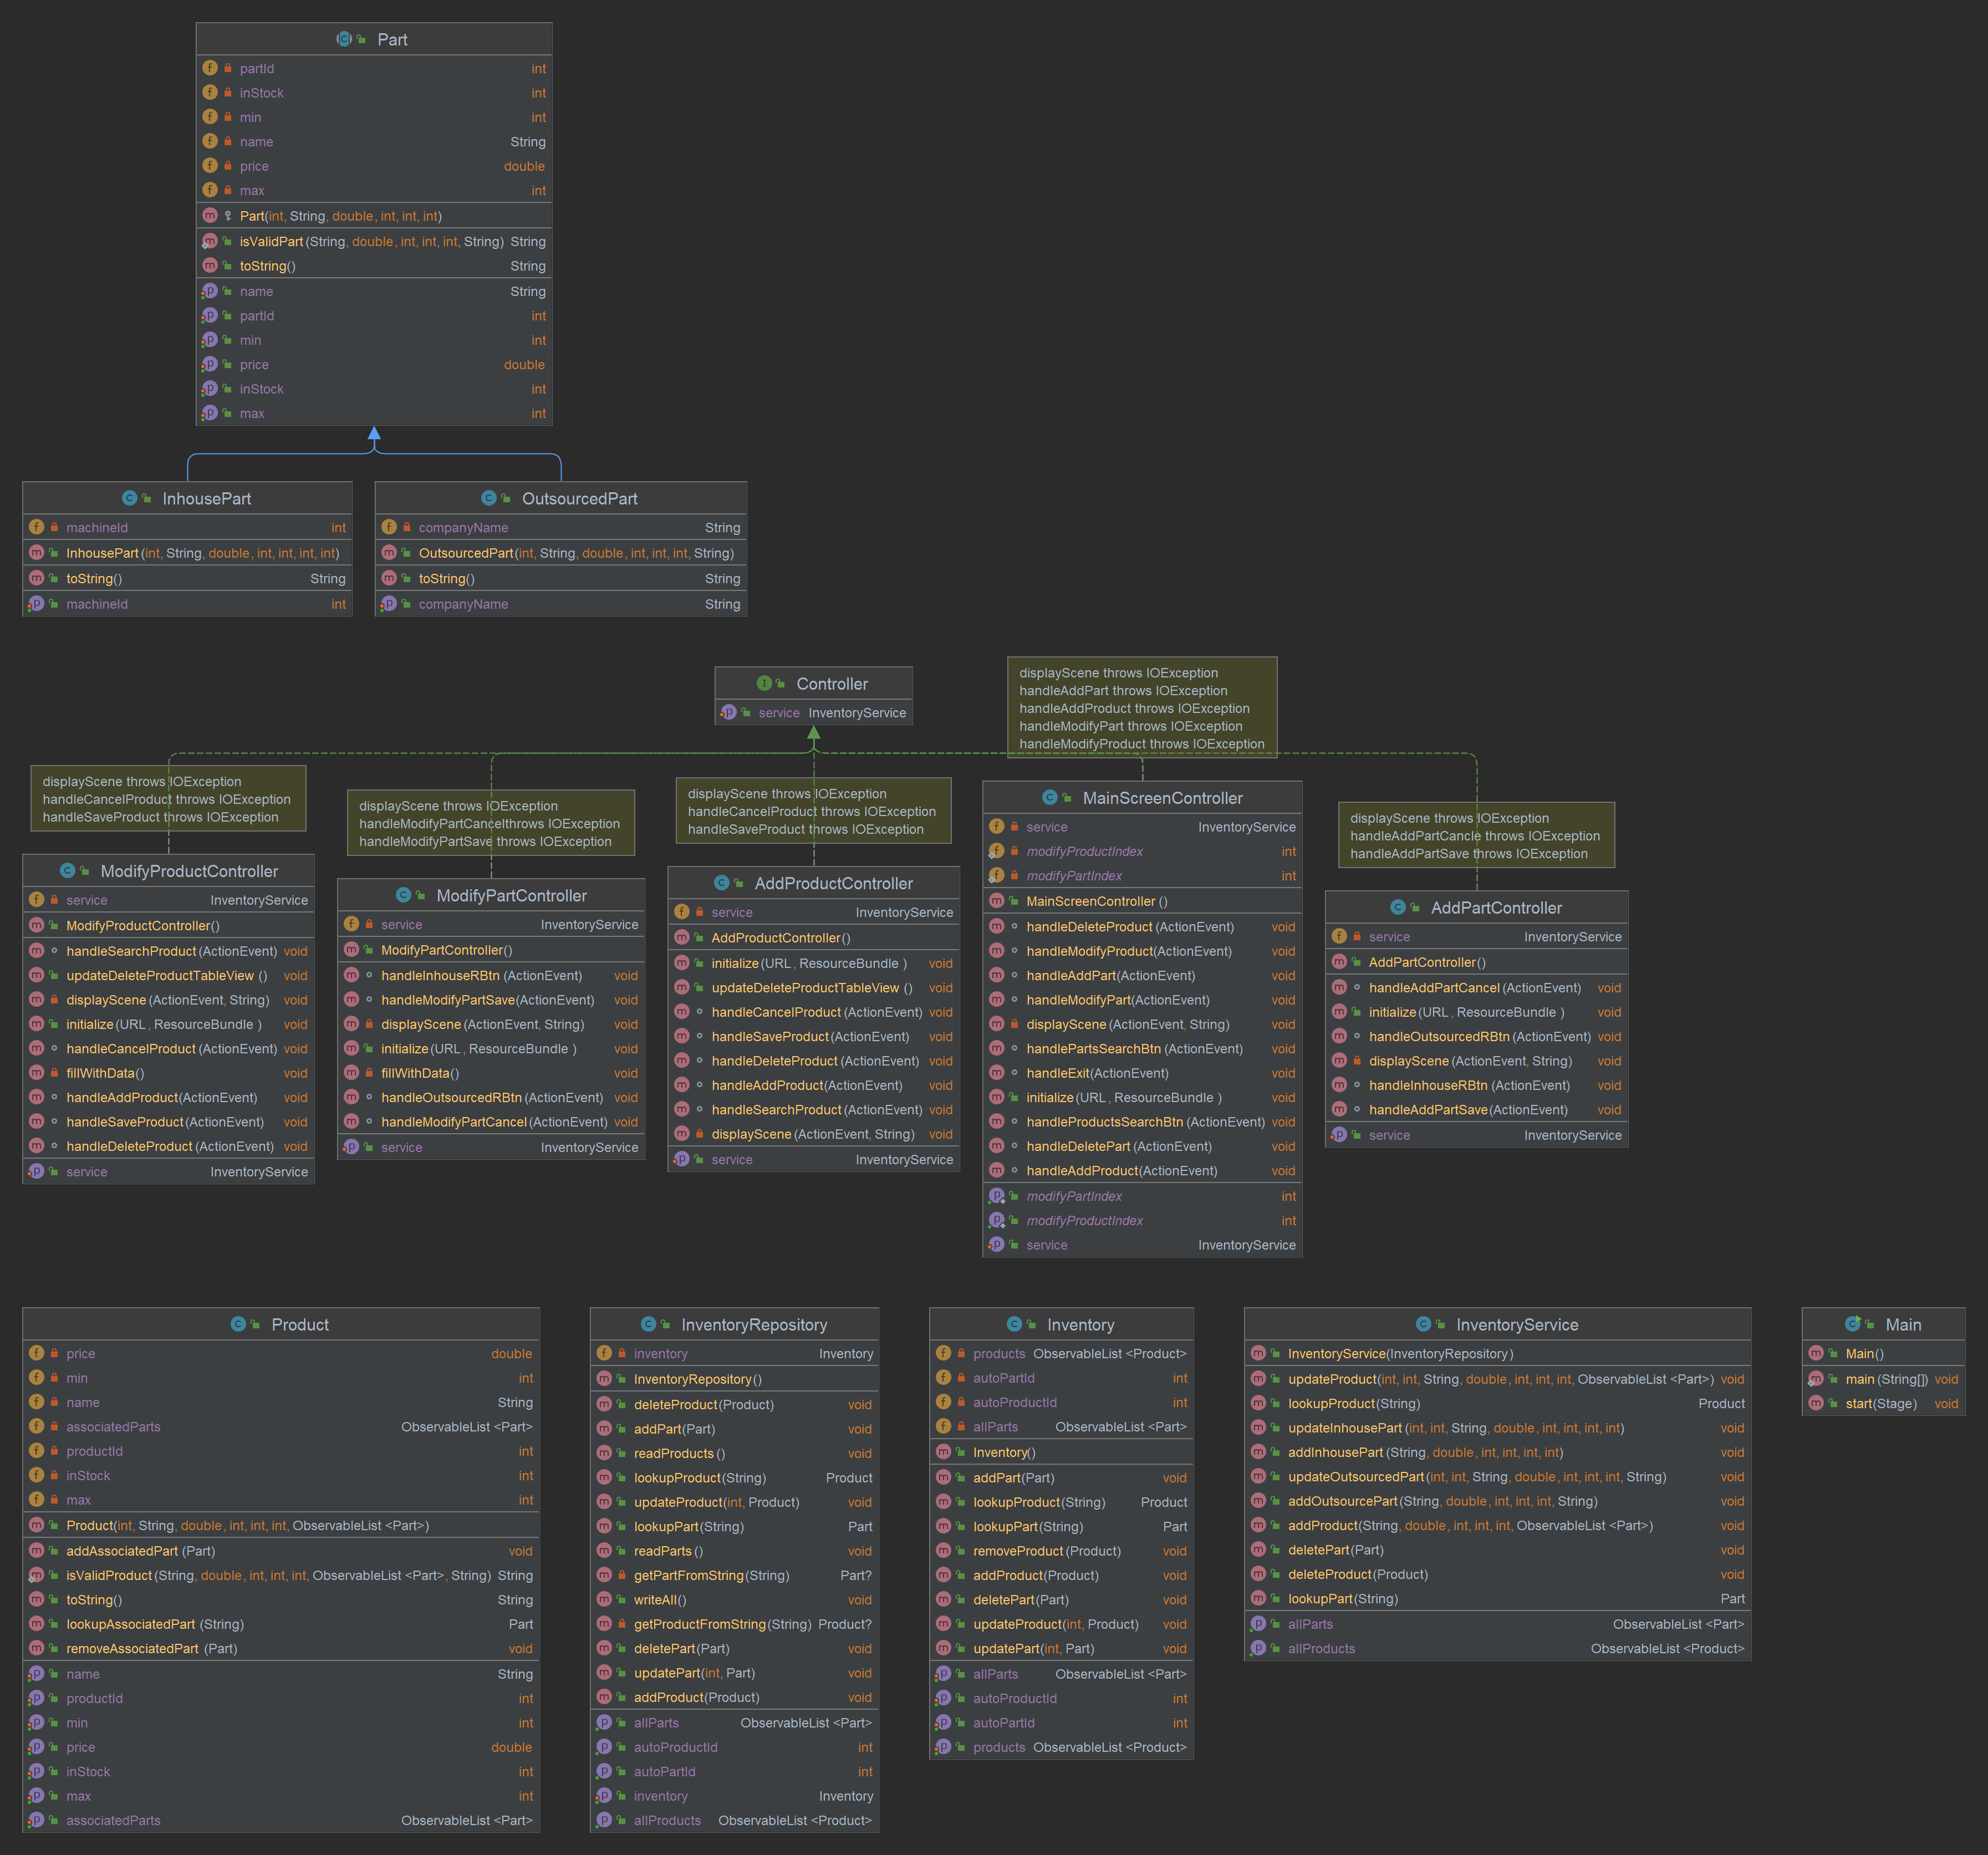 Part
partId int
inStock int
min int
name String
price double
max int
Part(int, String, double, int, int, int)
isValidPart(String, double, int, int, int, String) String
toString() String
name String
partId int
min int
price double
inStock int
max int
InhousePart
machineId int
InhousePart(int, String, double, int, int, int, int)
toString() String
machineId int
OutsourcedPart
companyName String
OutsourcedPart(int, String, double, int, int, int, String)
toString() String
companyName String
Controller
service InventoryService
displayScene throws IOException
handleAddPart throws IOException
handleAddProduct throws IOException
handleModifyPart throws IOException
handleModifyProduct throws IOException
displayScene throws IOException
handleCancelProduct throws IOException
handleSaveProduct throws IOException
displayScene throws IOException
handleModifyPartCancelthrows IOException
handleModifyPartSave throws IOException
displayScene throws IOException
handleCancelProduct throws IOException
handleSaveProduct throws IOException
displayScene throws IOException
handleAddPartCancle throws IOException
handleAddPartSave throws IOException
ModifyProductController
service InventoryService
ModifyProductController()
handleSearchProduct(ActionEvent) void
updateDeleteProductTableView () void
displayScene(ActionEvent, String) void
initialize(URL, ResourceBundle ) void
handleCancelProduct(ActionEvent) void
fillWithData() void
handleAddProduct(ActionEvent) void
handleSaveProduct(ActionEvent) void
handleDeleteProduct (ActionEvent) void
service InventoryService
ModifyPartController
service InventoryService
ModifyPartController()
handleInhouseRBtn (ActionEvent) void
handleModifyPartSave(ActionEvent) void
displayScene (ActionEvent, String) void
initialize(URL, ResourceBundle ) void
fillWithData() void
handleOutsourcedRBtn (ActionEvent) void
handleModifyPartCancel(ActionEvent) void
service InventoryService
AddProductController
service InventoryService
AddProductController()
initialize(URL, ResourceBundle ) void
updateDeleteProductTableView () void
handleCancelProduct (ActionEvent) void
handleSaveProduct (ActionEvent) void
handleDeleteProduct (ActionEvent) void
handleAddProduct(ActionEvent) void
handleSearchProduct (ActionEvent) void
displayScene (ActionEvent, String) void
service InventoryService
MainScreenController
service InventoryService
modifyProductIndex int
modifyPartIndex int
MainScreenController ()
handleDeleteProduct (ActionEvent) void
handleModifyProduct(ActionEvent) void
handleAddPart(ActionEvent) void
handleModifyPart(ActionEvent) void
displayScene (ActionEvent, String) void
handlePartsSearchBtn (ActionEvent) void
handleExit(ActionEvent) void
initialize(URL, ResourceBundle ) void
handleProductsSearchBtn (ActionEvent) void
handleDeletePart (ActionEvent) void
handleAddProduct(ActionEvent) void
modifyPartIndex int
modifyProductIndex int
service InventoryService
AddPartController
service InventoryService
AddPartController()
handleAddPartCancel (ActionEvent) void
initialize(URL, ResourceBundle ) void
handleOutsourcedRBtn (ActionEvent) void
displayScene (ActionEvent, String) void
handleInhouseRBtn (ActionEvent) void
handleAddPartSave(ActionEvent) void
service InventoryService
Product
price double
min int
name String
associatedParts ObservableList <Part>
productId int
inStock int
max int
Product(int, String, double, int, int, int, ObservableList <Part>)
addAssociatedPart (Part) void
isValidProduct (String, double, int, int, int, ObservableList <Part>, String) String
toString() String
lookupAssociatedPart (String) Part
removeAssociatedPart (Part) void
name String
productId int
min int
price double
inStock int
max int
associatedParts ObservableList <Part>
InventoryRepository
inventory Inventory
InventoryRepository()
deleteProduct(Product) void
addPart(Part) void
readProducts () void
lookupProduct(String) Product
updateProduct(int, Product) void
lookupPart(String) Part
readParts () void
getPartFromString(String) Part?
writeAll() void
getProductFromString(String) Product?
deletePart(Part) void
updatePart(int, Part) void
addProduct(Product) void
allParts ObservableList <Part>
autoProductId int
autoPartId int
inventory Inventory
allProducts ObservableList <Product>
Inventory
products ObservableList <Product>
autoPartId int
autoProductId int
allParts ObservableList <Part>
Inventory()
addPart(Part) void
lookupProduct(String) Product
lookupPart(String) Part
removeProduct (Product) void
addProduct(Product) void
deletePart(Part) void
updateProduct(int, Product) void
updatePart(int, Part) void
allParts ObservableList <Part>
autoProductId int
autoPartId int
products ObservableList <Product>
InventoryService
InventoryService(InventoryRepository)
updateProduct(int, int, String, double, int, int, int, ObservableList <Part>) void
lookupProduct(String) Product
updateInhousePart (int, int, String, double, int, int, int, int) void
addInhousePart (String, double, int, int, int, int) void
updateOutsourcedPart(int, int, String, double, int, int, int, String) void
addOutsourcePart(String, double, int, int, int, String) void
addProduct(String, double, int, int, int, ObservableList <Part>) void
deletePart(Part) void
deleteProduct(Product) void
lookupPart(String) Part
allParts ObservableList <Part>
allProducts ObservableList <Product>
Main
Main()
main (String[]) void
start(Stage) void